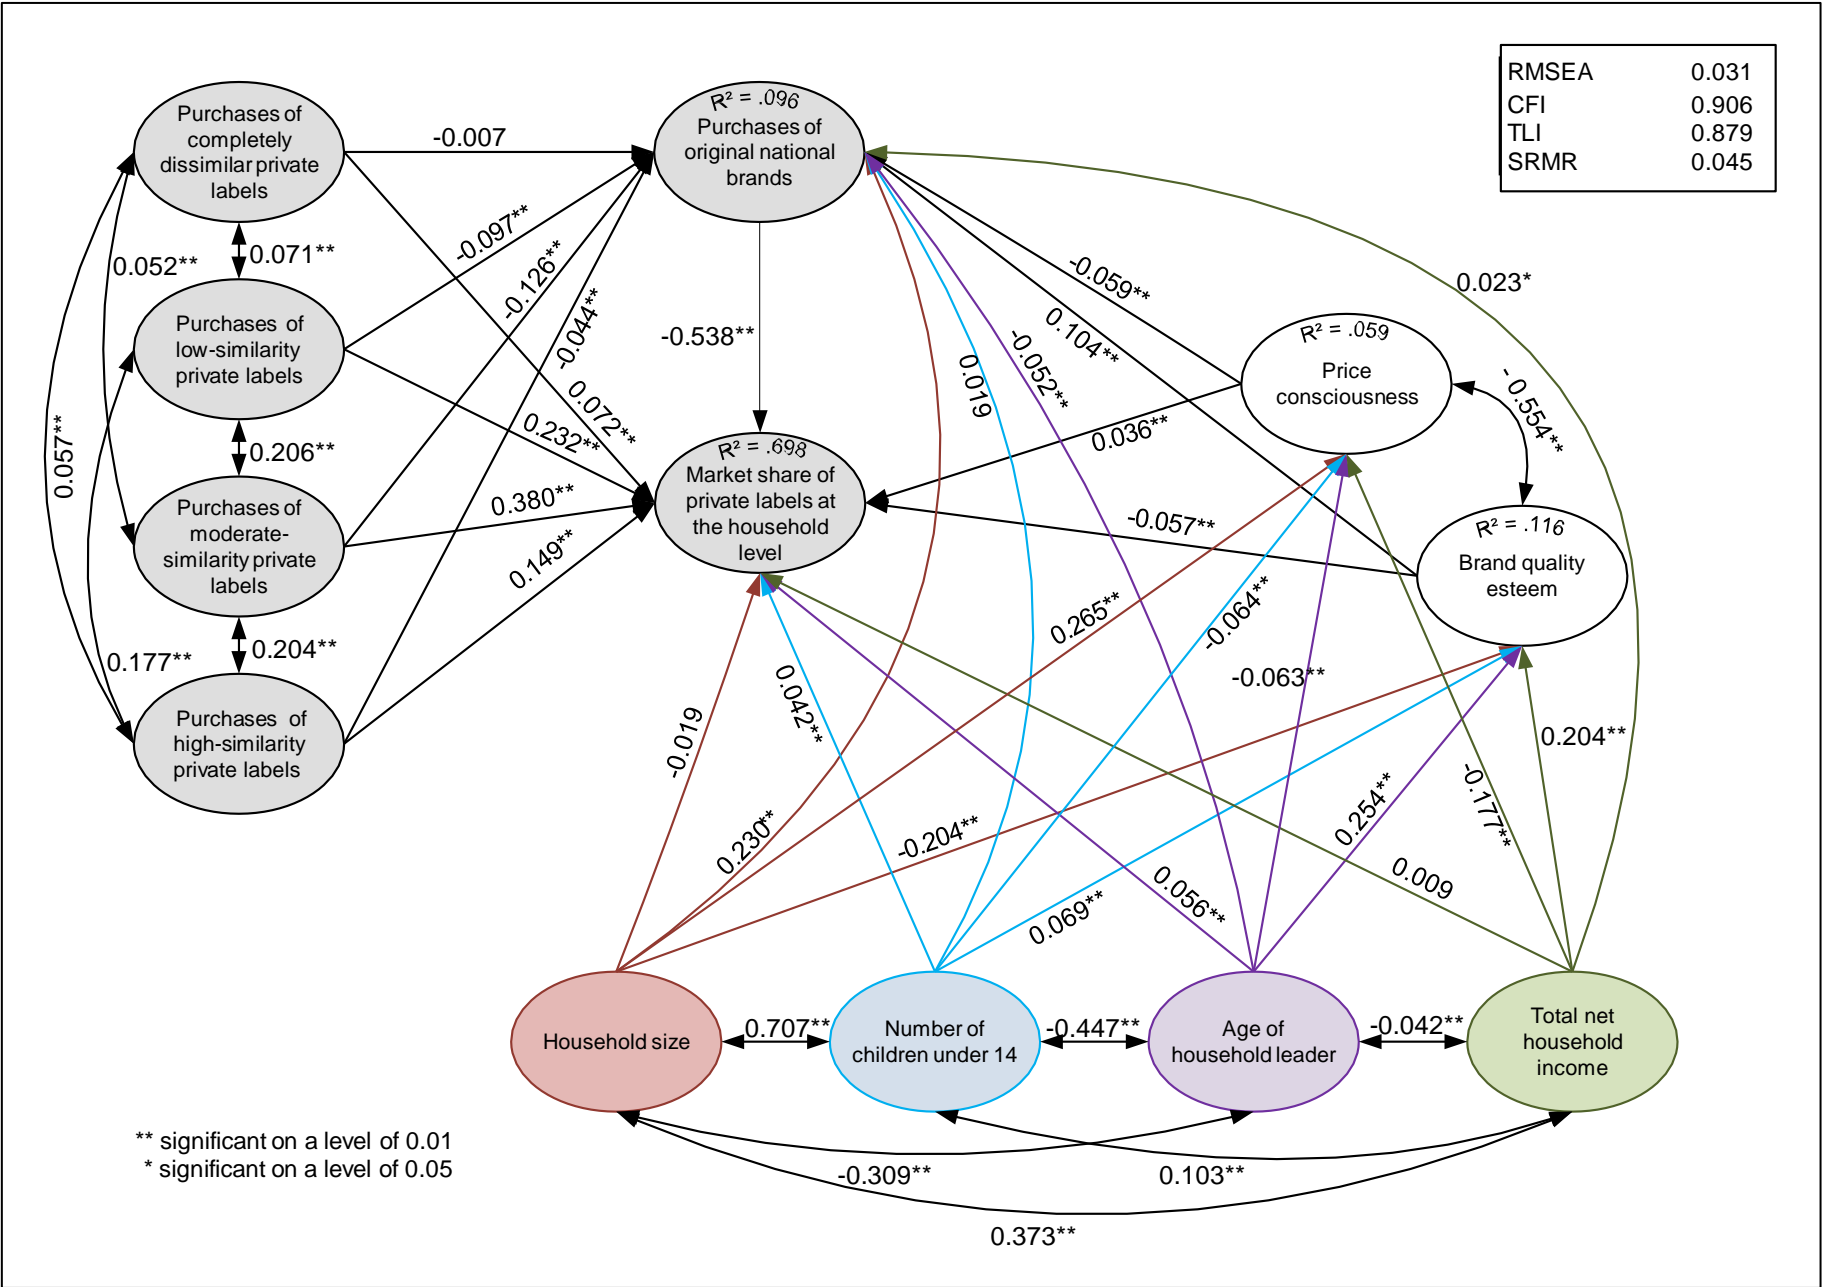 RMSEA 0.031
CFI 0.906
TLI 0.879
SRMR 0.045
Purchases of
completely
dissimilar private
labels
R² = .096
Purchases of
original national
brands
-0.007
-0.097**
-0.126**
-0.044**
0.052**
0.071**
Purchases of
low-similarity
private labels
-0.538**
-0.059**
0.104**
0.023*
R² = .059
Price
consciousness
-0.554**
0.019
-0.052**
0.072**
0.232**
0.036**
0.057**
0.206**
Purchases of
moderate-
similarity private
labels
0.380**
0.149**
R² = .698
Market share of
private labels at
the household
level
-0.057**
R² = .116
Brand quality
esteem
0.177**
0.204**
Purchases of
high-similarity
private labels
-0.019
0.042**
0.265**
-0.064**
-0.063**
0.204**
-0.177**
0.230**
-0.204**
0.254**
0.069**
0.056**
0.009
Household size
0.707**
Number of
children under 14
-0.447**
Age of
household leader
-0.042**
Total net
household
income
** significant on a level of 0.01
* significant on a level of 0.05
-0.309**
0.103**
0.373**